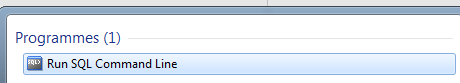 Programmes (1)
Run SQL Command Line